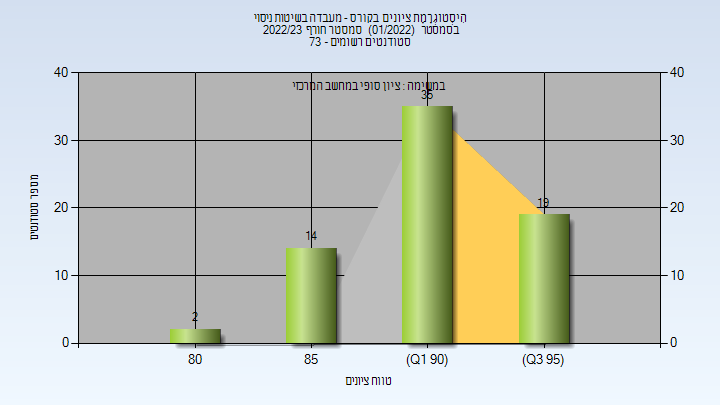 הִיסְטוֹגְרָמַת ציונים בקורס - מעבדה בשיטות ניסוי
בסמסטר (01/2022) סמסטר חורף 2022/23
סטודנטים רשומים - 73
במשימה : ציון סופי במחשב המרכזי
40
40
35
30
30
20
20
19
14
10
10
2
0
0
80
85
(Q1 90)
(Q3 95)
מספר סטודנטים
טווח ציונים